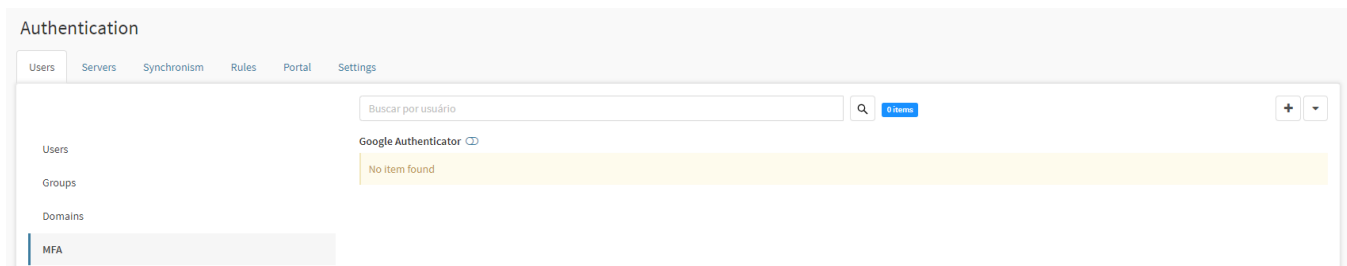 Authentication
Users Servers Synchronism Rules Portal Settings
Buscar por usuário 0 items
Users
Groups
Domains
MFA
Google Authenticator
No item found